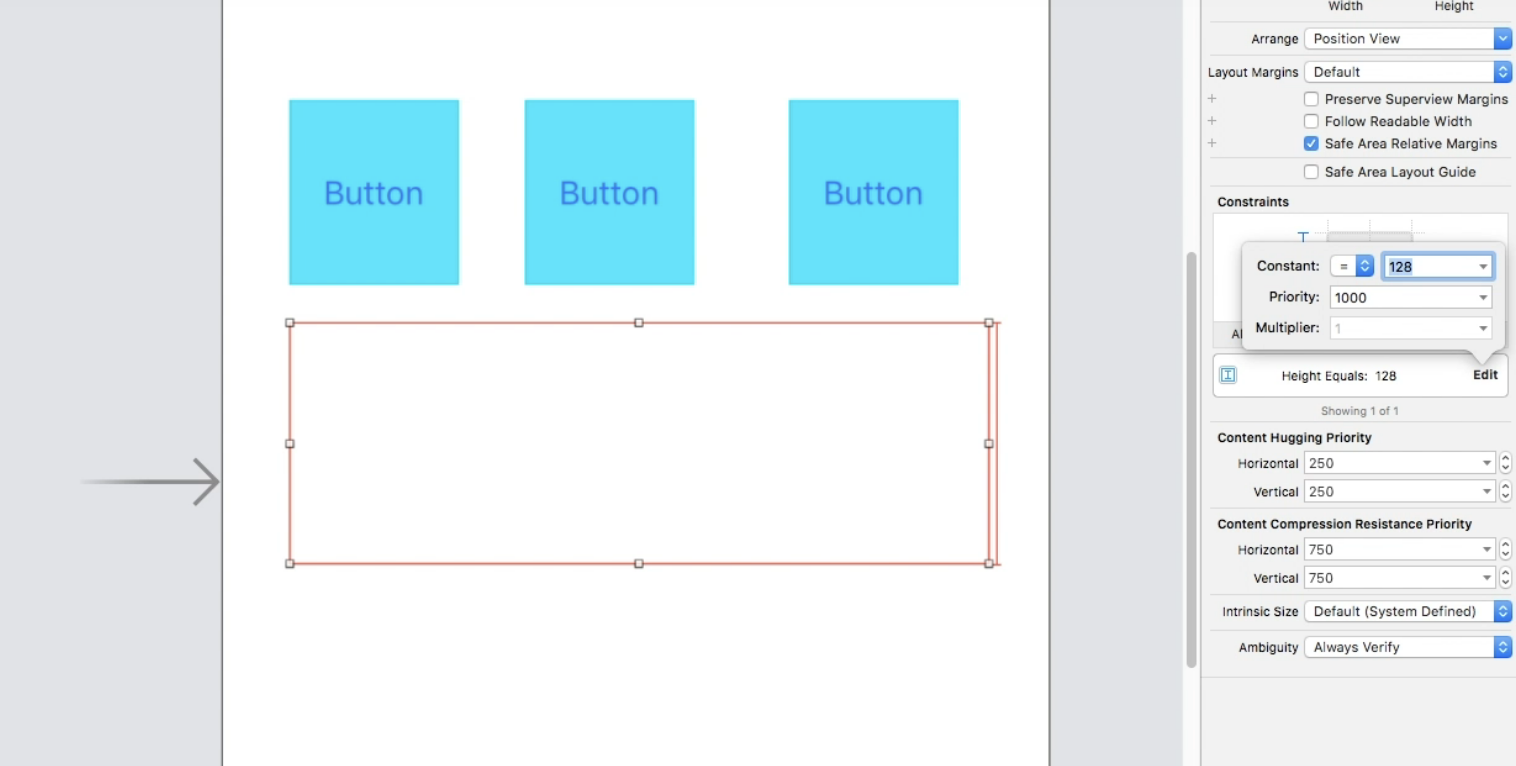 Width Height
Arrange Position View
Layout Margins Default
Preserve Superview Margins
Follow Readable Width
Safe Area Relative Margins
Safe Area Layout Guide
Constraints
Constant: = 128
Priority: 1000
Multiplier: 1
Height Equals: 128 Edit
Showing 1 of 1
Content Hugging Priority
Horizontal 250
Vertical 250
Content Compression Resistance Priority
Horizontal 750
Vertical 750
Intrinsic Size Default (System Defined)
Ambiguity Always Verify
Button Button Button